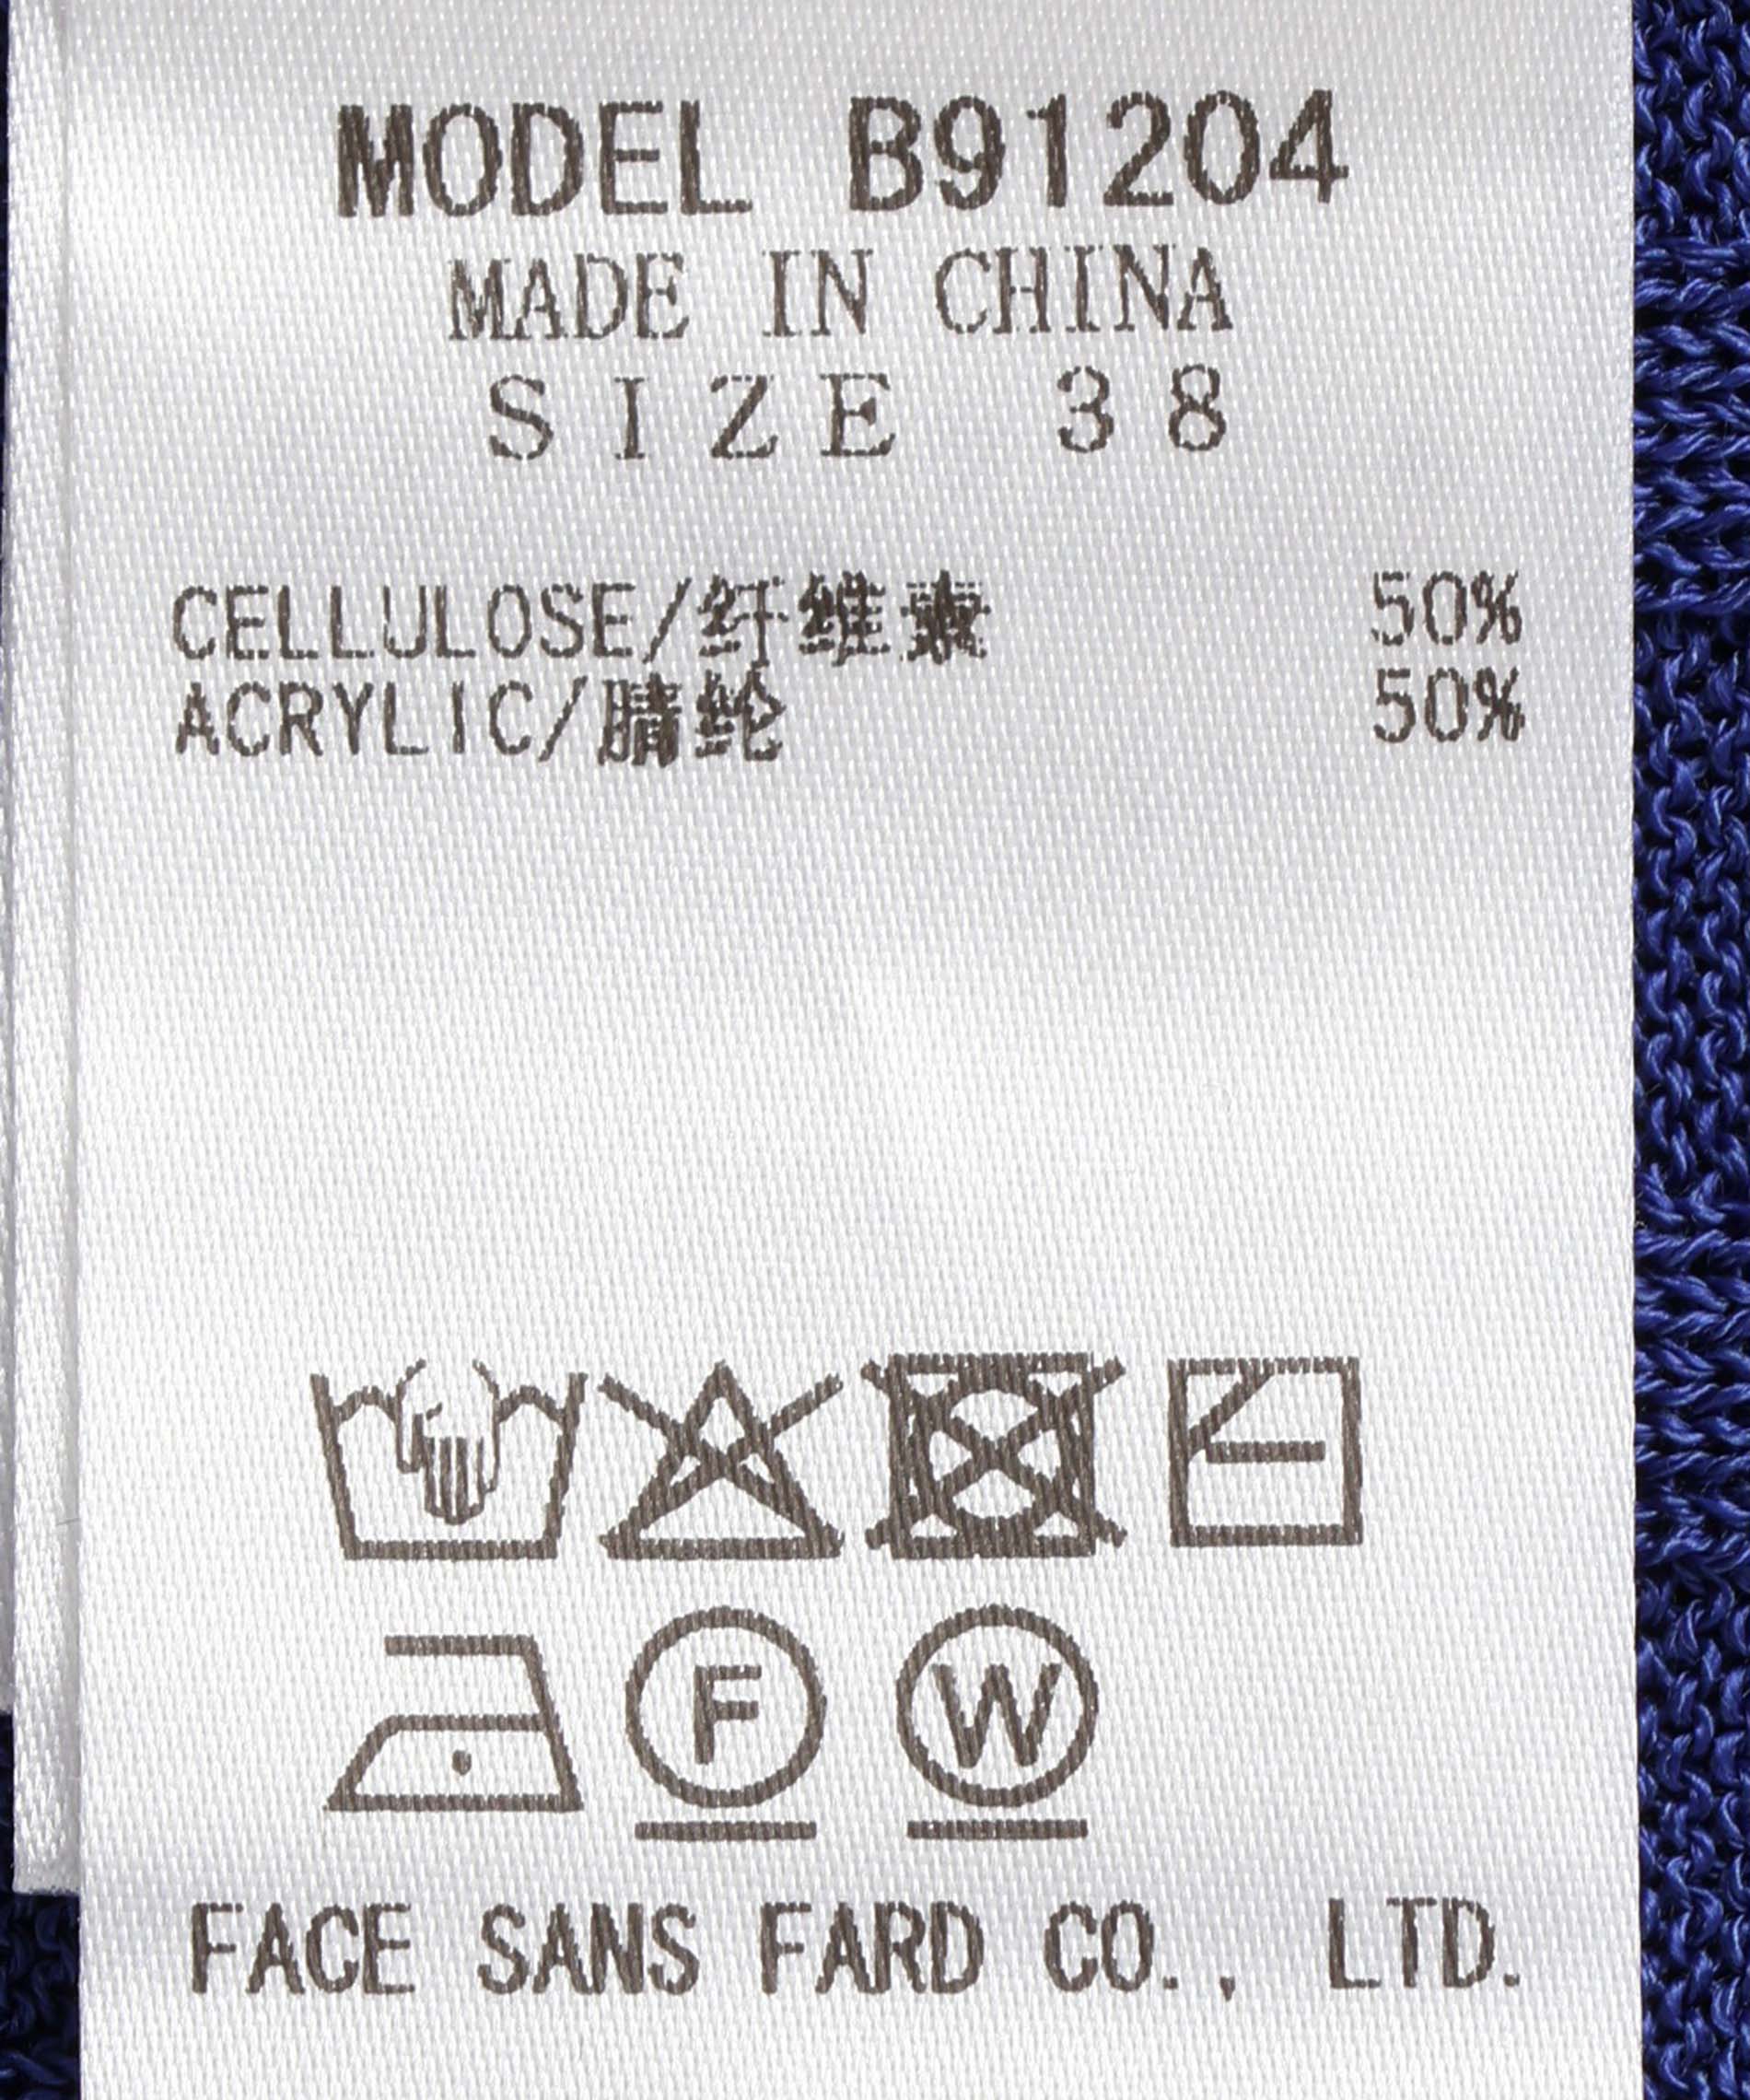 MODEL B91204
MADE IN CHINA
SIZE 38
CELLULOSE/纤维素 50%
ACRYLIC/腈纶 50%
F W
FACE SANS FARD CO., LTD.